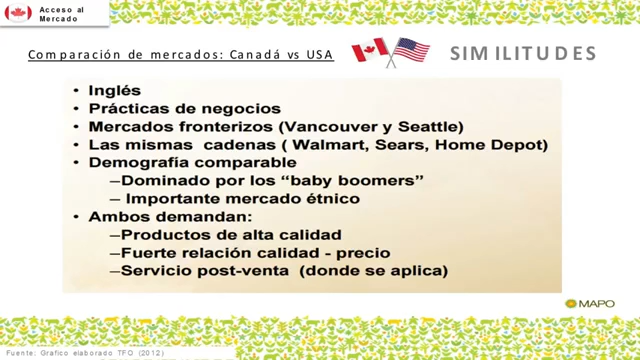 Acceso al
Mercado
Comparación de mercados: Canadá vs USA
SIMILITUDES
• Inglés
• Prácticas de negocios
• Mercados fronterizos (Vancouver y Seattle)
• Las mismas cadenas ( Walmart, Sears, Home Depot)
• Demografía comparable
–Dominado por los “baby boomers”
– Importante mercado étnico
• Ambos demandan:
–Productos de alta calidad
–Fuerte relación calidad - precio
–Servicio post-venta (donde se aplica)
MAPO
Fuente: Grafico elaborado TFO (2012)